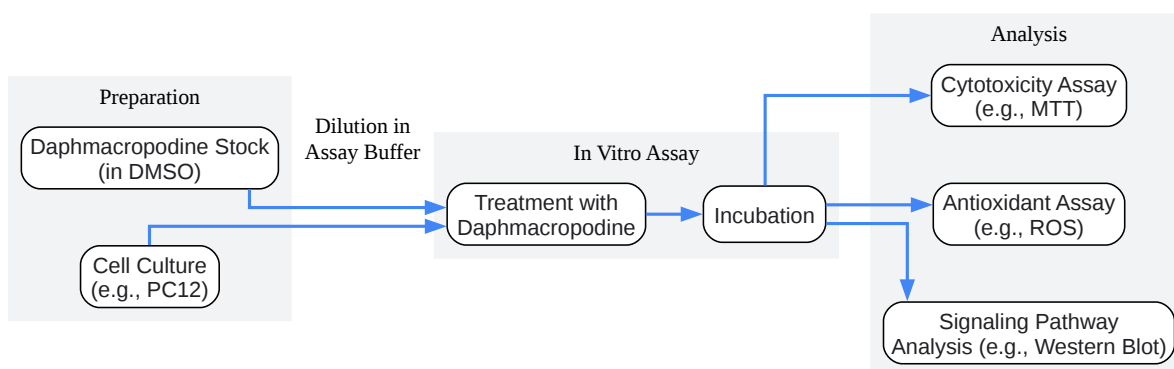 Preparation
Daphmacropodine Stock
(in DMSO)
Cell Culture
(e.g., PC12)
Dilution in
Assay Buffer
In Vitro Assay
Treatment with
Daphmacropodine
Incubation
Analysis
Cytotoxicity Assay
(e.g., MTT)
Antioxidant Assay
(e.g., ROS)
Signaling Pathway
Analysis (e.g., Western Blot)